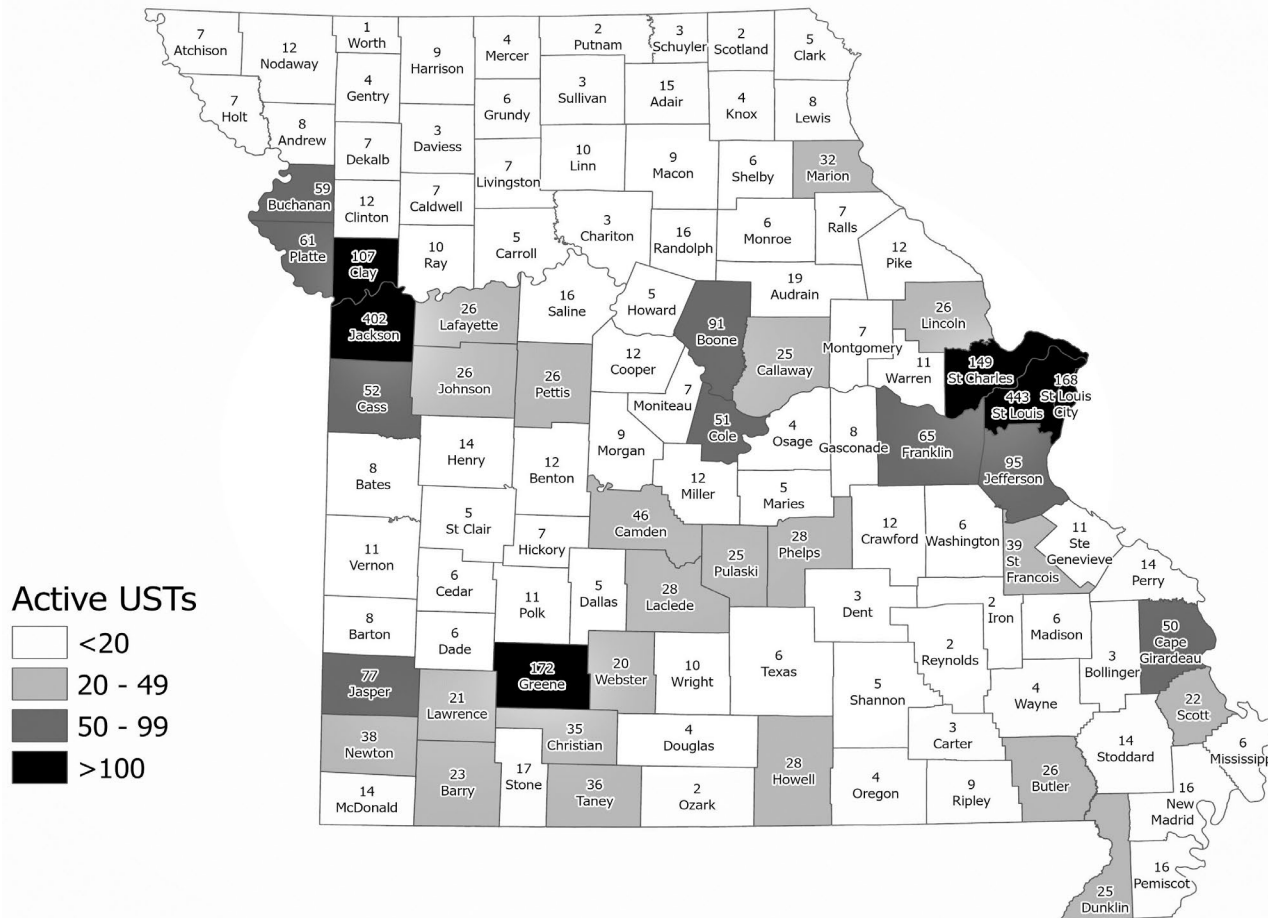 7
Atchison
12
Nodaway
1
Worth
9
Harrison
4
Mercer
2
Putnam
3
Schuyler
2
Scotland
5
Clark
7
Holt
4
Gentry
6
Grundy
3
Sullivan
15
Adair
4
Knox
8
Lewis
8
Andrew
7
Dekalb
3
Daviess
7
Livingston
10
Linn
9
Macon
6
Shelby
32
Marion
59
Buchanan
12
Clinton
7
Caldwell
5
Carroll
3
Chariton
16
Randolph
6
Monroe
7
Ralls
12
Pike
61
Platte
107
Clay
10
Ray
402
Jackson
26
Lafayette
16
Saline
5
Howard
91
Boone
19
Audrain
25
Callaway
7
Montgomery
26
Lincoln
11
Warren
149
St Charles
443
St Louis
168
St Louis
City
52
Cass
26
Johnson
26
Pettis
12
Cooper
7
Moniteau
51
Cole
4
Osage
8
Gasconade
65
Franklin
95
Jefferson
8
Bates
14
Henry
12
Benton
9
Morgan
12
Miller
5
Maries
5
St Clair
7
Hickory
46
Camden
25
Pulaski
28
Phelps
12
Crawford
6
Washington
39
St
Francois
11
Ste
Genevieve
14
Perry
11
Vernon
6
Cedar
11
Polk
5
Dallas
28
Laclede
3
Dent
2
Iron
6
Madison
3
Bollinger
50
Cape
Girardeau
Active USTs
<20
20 - 49
50 - 99
>100
8
Barton
6
Dade
172
Greene
20
Webster
10
Wright
6
Texas
5
Shannon
2
Reynolds
4
Wayne
22
Scott
6
Mississipp
77
Jasper
21
Lawrence
35
Christian
4
Douglas
28
Howell
3
Carter
14
Stoddard
38
Newton
23
Barry
17
Stone
36
Taney
2
Ozark
4
Oregon
9
Ripley
26
Butler
16
New
Madrid
14
McDonald
25
Dunklin
16
Pemiscot